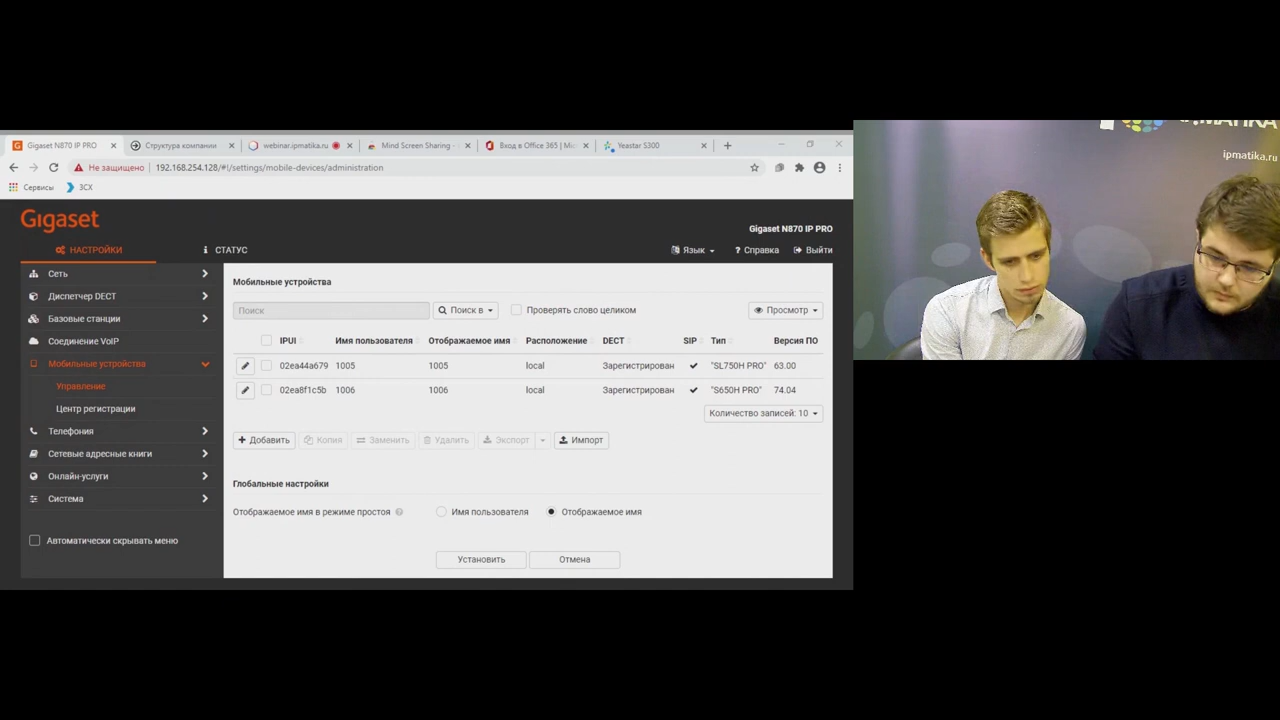 Gigaset N870 IP PRO
Структура компании
webinar.ipmatika.ru
Mind Screen Sharing -
Вход в Office 365 | Mic
Yeastar S300
Не защищено
192.168.254.128/#!/settings/mobile-devices/administration
Сервисы
3CX
Gigaset
Gigaset N870 IP PRO
НАСТРОЙКИ
СТАТУС
Язык
Справка
Выйти
Сеть
Диспетчер DECT
Базовые станции
Соединение VoIP
Мобильные устройства
Управление
Центр регистрации
Телефония
Сетевые адресные книги
Онлайн-услуги
Система
Автоматически скрывать меню
Мобильные устройства
Поиск
Поиск в
Проверять слово целиком
Просмотр
IPUI Имя пользователя Отображаемое имя Расположение DECT SIP Тип Версия ПО
02ea44a679 1005 1005 local Зарегистрирован "SL750H PRO" 63.00
02ea8f1c5b 1006 1006 local Зарегистрирован "S650H PRO" 74.04
Количество записей: 10
Добавить
Копия
Заменить
Удалить
Экспорт
Импорт
Глобальные настройки
Отображаемое имя в режиме простоя
Имя пользователя
Отображаемое имя
Установить
Отмена
ipmatika.ru